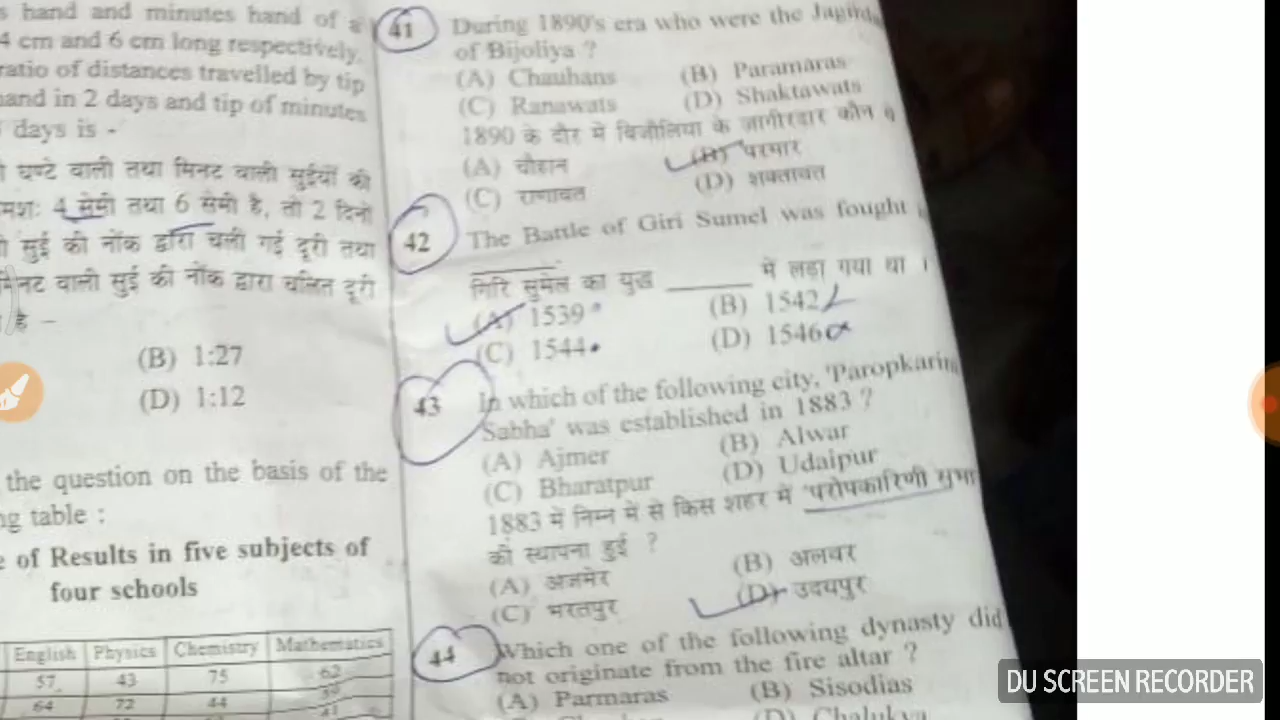 s hand and minutes hand of a
4 cm and 6 cm long respectively.
ratio of distances travelled by tip
hand in 2 days and tip of minutes
days is -
घण्टे वाली तथा मिनट वाली सुईयों की
मशः 4 सेमी तथा 6 सेमी है, तो 2 दिनो
सुई की नोंक द्वारा चली गई दूरी तथा
मिनट वाली सुई की नोंक द्वारा चलित दूरी
है –
(B) 1:27
(D) 1:12
the question on the basis of the
ng table :
e of Results in five subjects of
four schools
English Physics Chemistry Mathematics
57 43 75 62
64 72 44
41
41
During 1890's era who were the Jagirda
of Bijoliya ?
(A) Chauhans (B) Paramaras
(C) Ranawats (D) Shaktawats
1890 के दौर में बिजौलिया के जागीरदार कौन थे
(A) चौहान (B) परमार
(C) राणावत (D) शक्तावत
42
The Battle of Giri Sumel was fought
गिरि सुमेल का युद्ध ______ में लड़ा गया था ।
(A) 1539 (B) 1542
(C) 1544 (D) 1546
43
In which of the following city, 'Paropkarin
Sabha' was established in 1883 ?
(A) Ajmer (B) Alwar
(C) Bharatpur (D) Udaipur
1883 में निम्न में से किस शहर में 'परोपकारिणी सभा
की स्थापना हुई ?
(A) अजमेर (B) अलवर
(C) भरतपुर (D) उदयपुर
44
Which one of the following dynasty did
not originate from the fire altar ?
(A) Parmaras (B) Sisodias
(D) Chalukya
DU SCREEN RECORDER